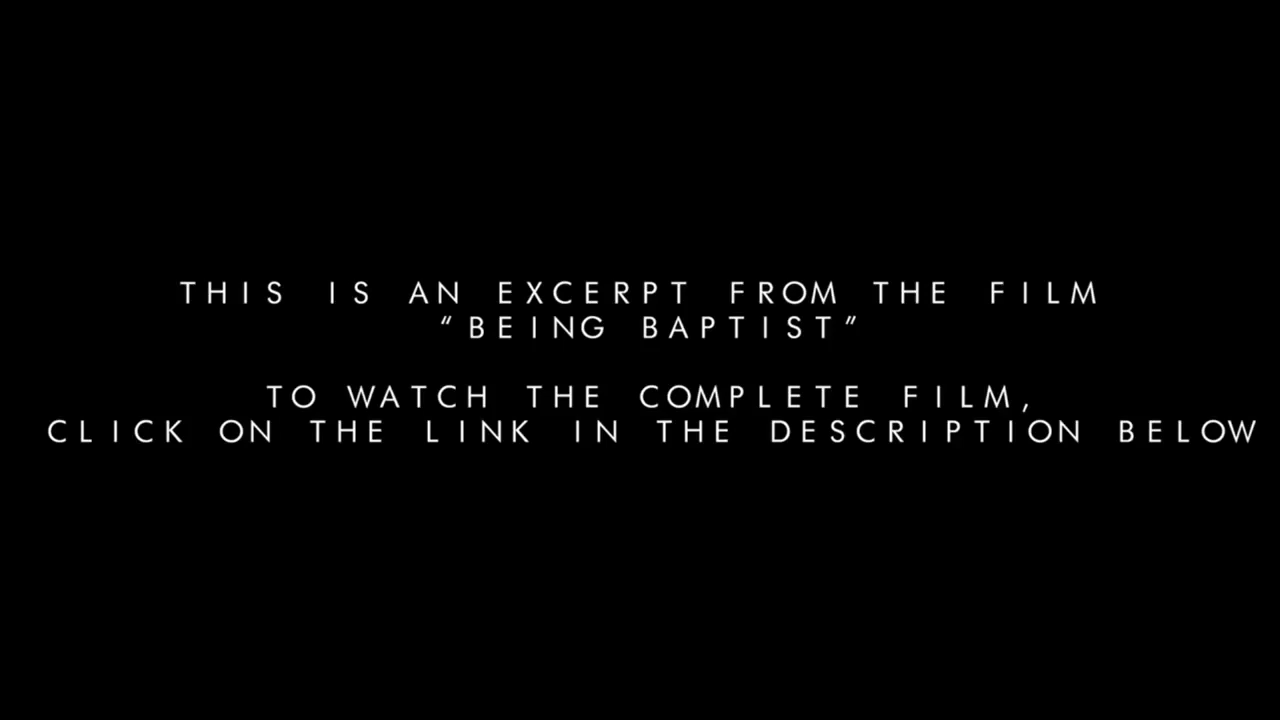 THIS IS AN EXCERPT FROM THE FILM
“BEING BAPTIST”
TO WATCH THE COMPLETE FILM,
CLICK ON THE LINK IN THE DESCRIPTION BELOW